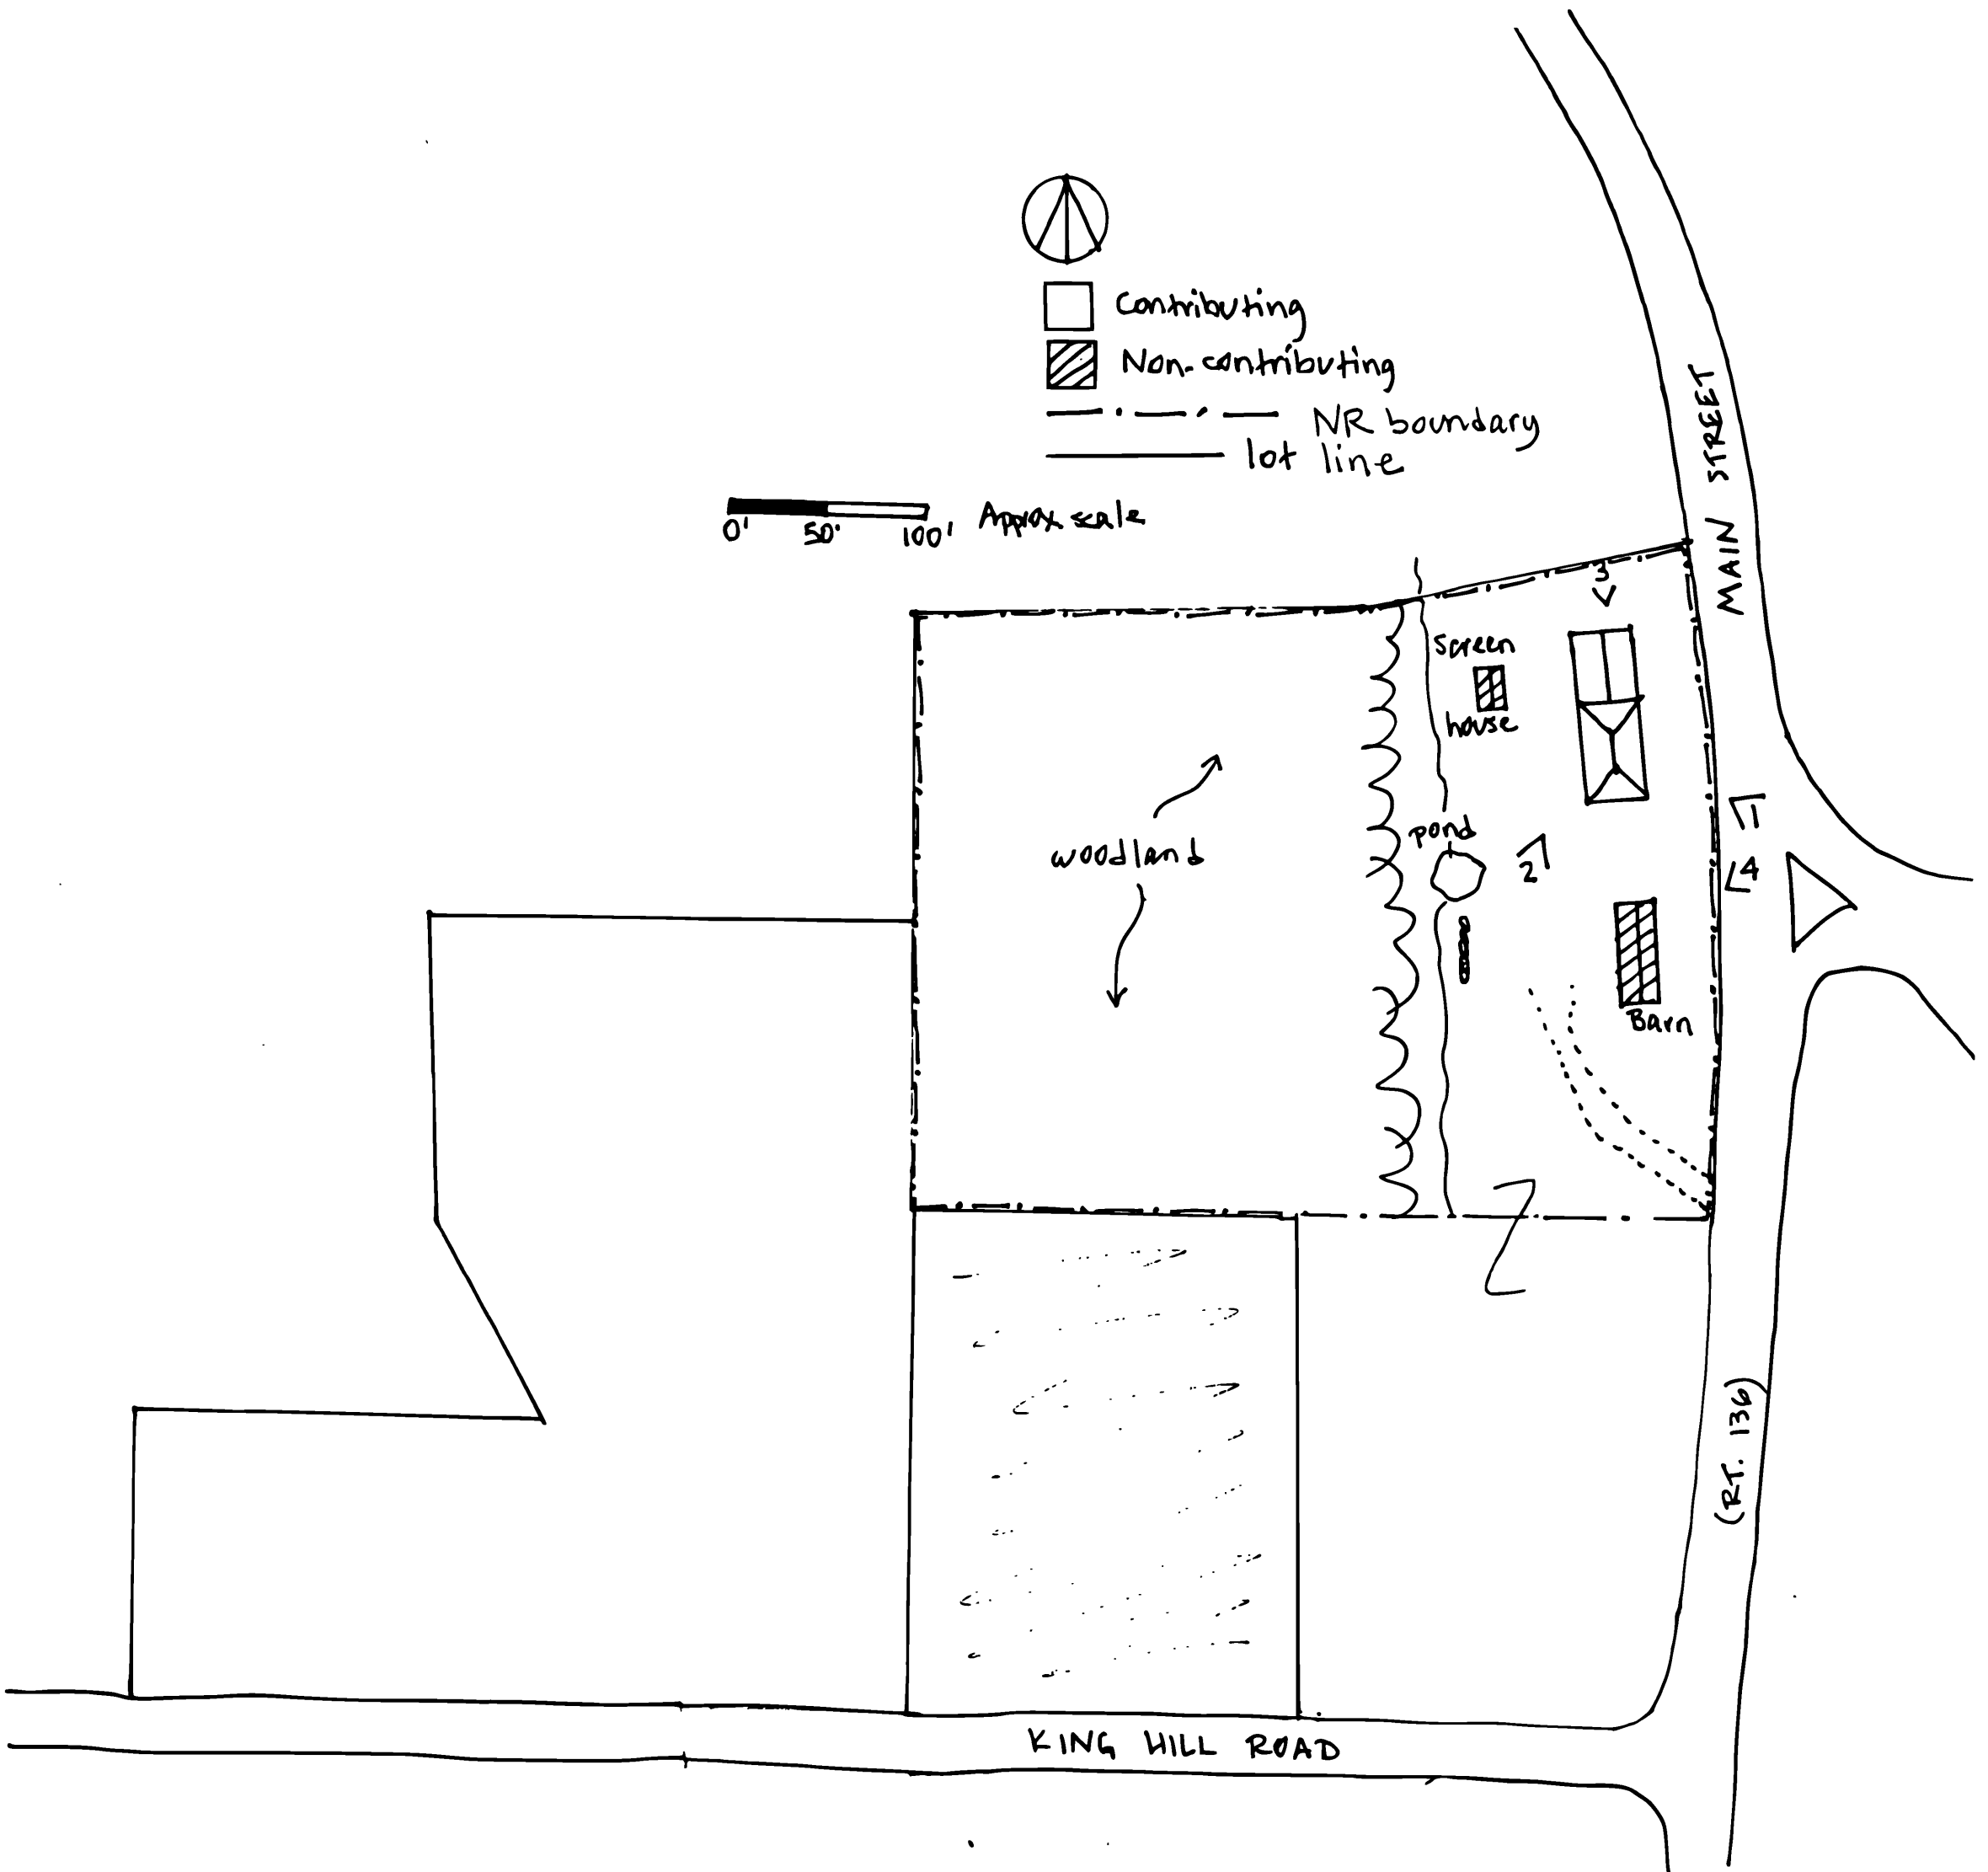 Contributing
Non-contributing
NR boundary
lot line
0' 50' 100' Approx scale
MAIN STREET
3
screen
house
woodland
pond
1
2
4
Barn
(RT. 136)
KING HILL ROAD